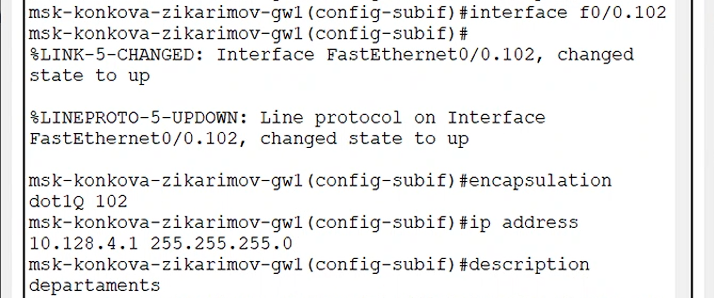 msk-konkova-zikarimov-gw1(config-subif)#interface f0/0.102
msk-konkova-zikarimov-gw1(config-subif)#
%LINK-5-CHANGED: Interface FastEthernet0/0.102, changed
state to up
%LINEPROTO-5-UPDOWN: Line protocol on Interface
FastEthernet0/0.102, changed state to up
msk-konkova-zikarimov-gw1(config-subif)#encapsulation
dot1Q 102
msk-konkova-zikarimov-gw1(config-subif)#ip address
10.128.4.1 255.255.255.0
msk-konkova-zikarimov-gw1(config-subif)#description
departaments